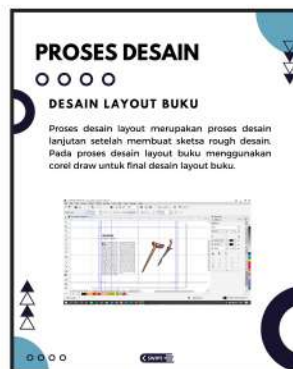 PROSES DESAIN
DESAIN LAYOUT BUKU
Proses desain layout merupakan proses desain
lanjutan setelah membuat sketsa rough desain.
Pada proses desain layout buku menggunakan
corel draw untuk final desain layout buku.
SWIPE